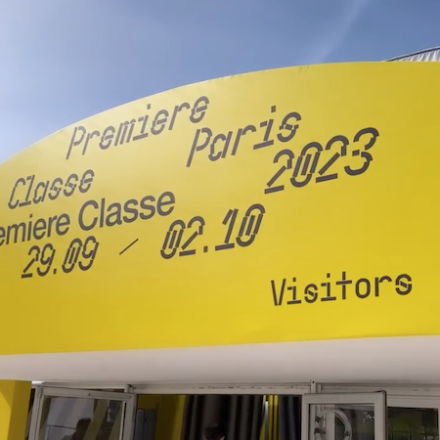 Premiere
Paris
Classe
2023
emiere Classe
29.09 / 02.10
Visitors